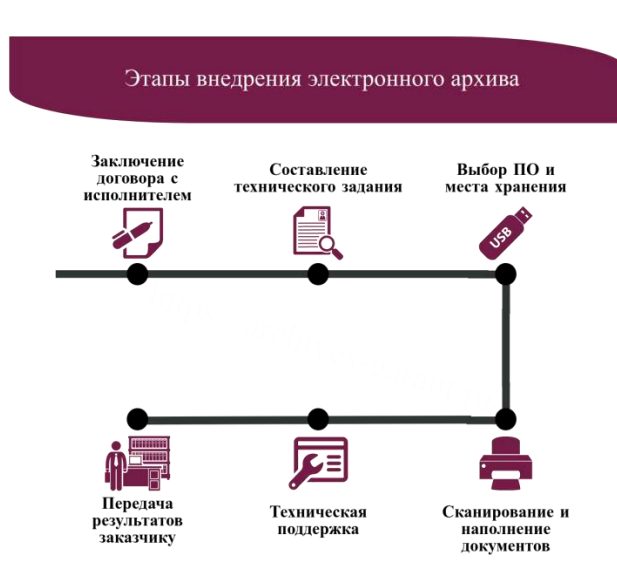 Этапы внедрения электронного архива
Заключение
договора с
исполнителем
Составление
технического задания
Выбор ПО и
места хранения
USB
Передача
результатов
заказчику
Техническая
поддержка
Сканирование и
наполнение
документов